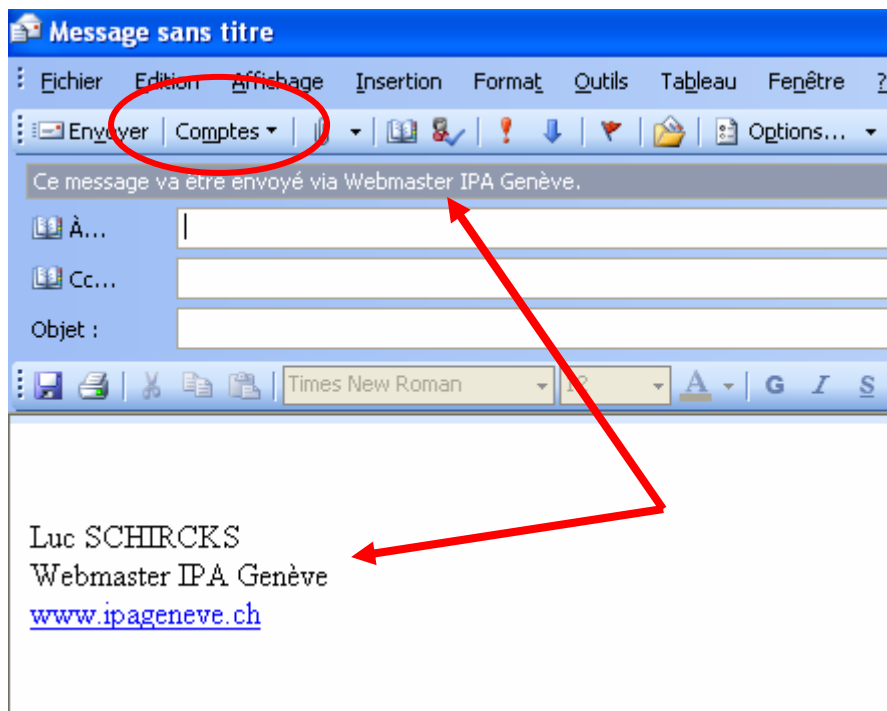 Message sans titre
Fichier Edition Affichage Insertion Format Outils Tableau Fenêtre ?
Envoyer Comptes Options...
Ce message va être envoyé via Webmaster IPA Genève.
À...
Cc...
Objet :
Times New Roman 12 A G I S
Luc SCHIRCKS
Webmaster IPA Genève
www.ipageneve.ch